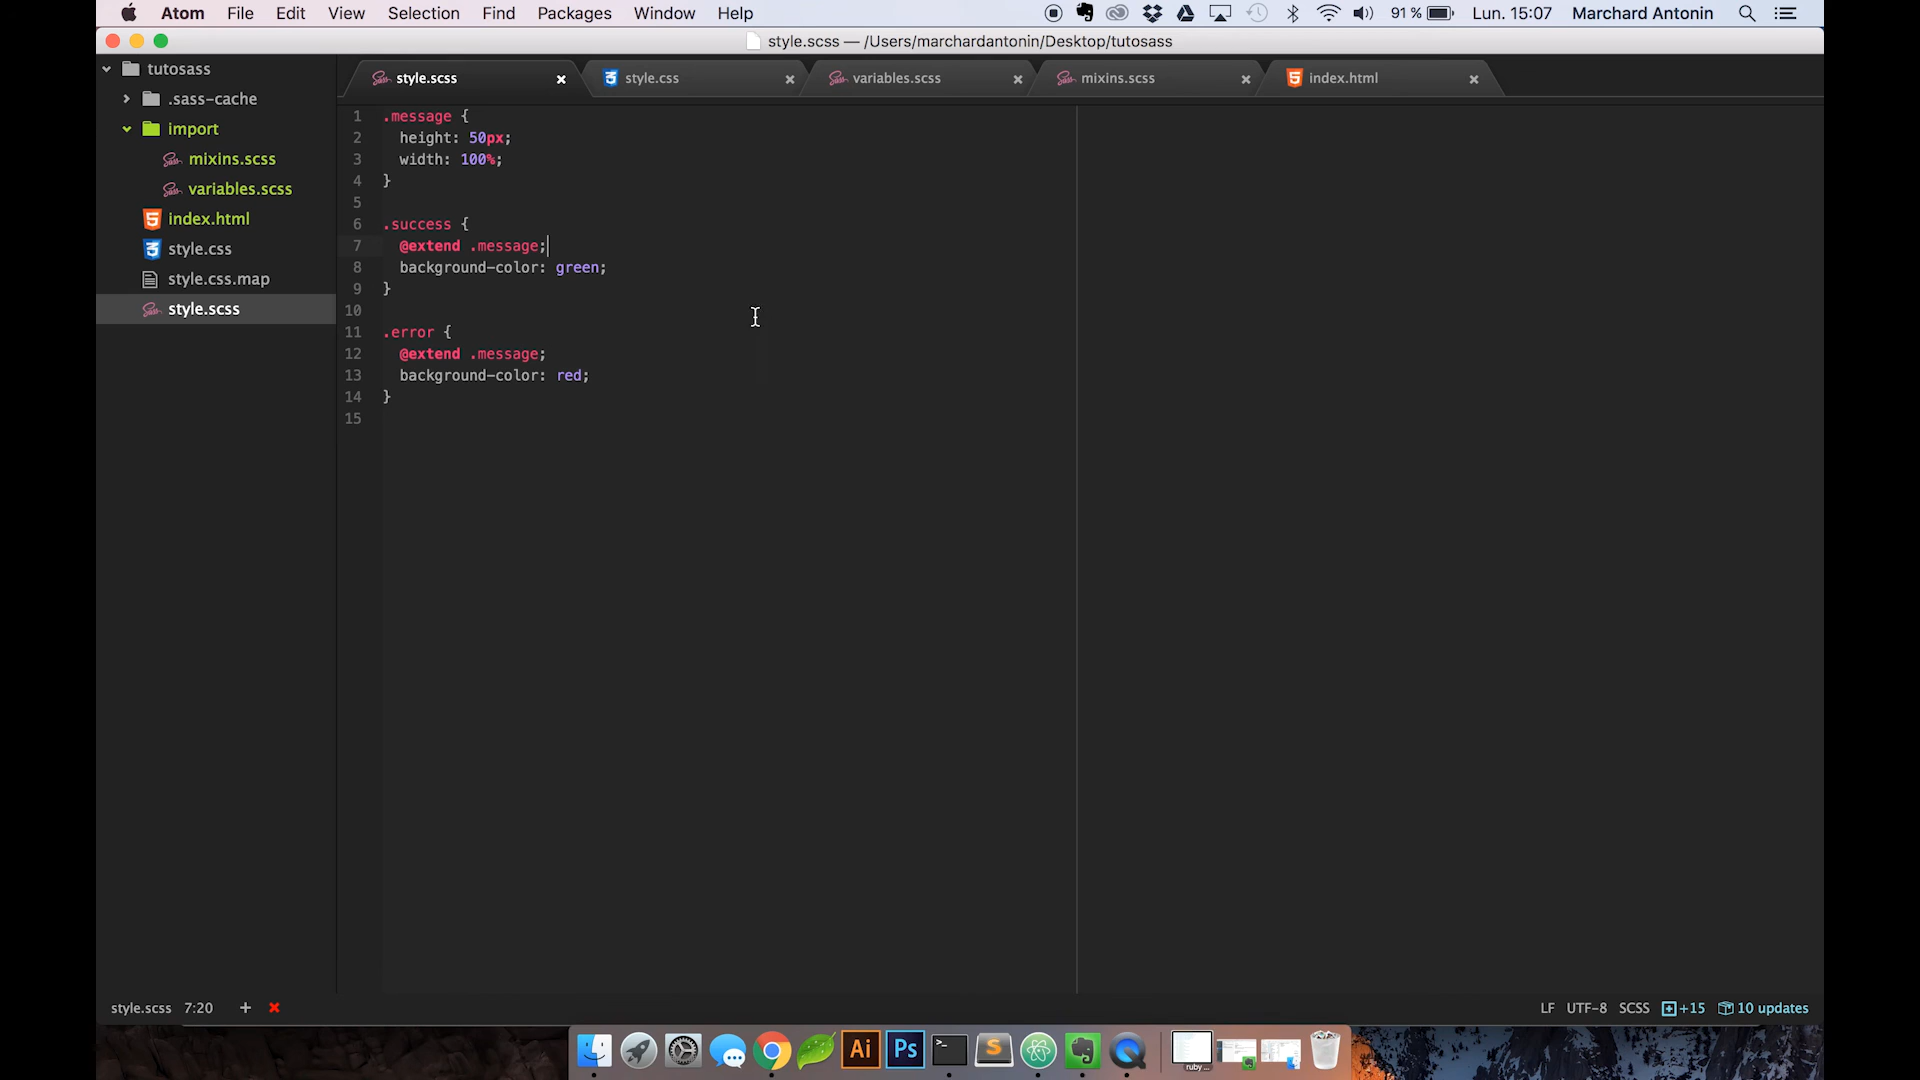 Atom File Edit View Selection Find Packages Window Help 91 % Lun. 15:07 Marchard Antonin
style.scss — /Users/marchardantonin/Desktop/tutosass
tutosass
.sass-cache
import
mixins.scss
variables.scss
index.html
style.css
style.css.map
style.scss
style.scss style.css variables.scss mixins.scss index.html
1 .message {
2 height: 50px;
3 width: 100%;
4 }
5
6 .success {
7 @extend .message;
8 background-color: green;
9 }
10
11 .error {
12 @extend .message;
13 background-color: red;
14 }
15
style.scss 7:20 LF UTF-8 SCSS +15 10 updates
Ai Ps >_ S ruby ...